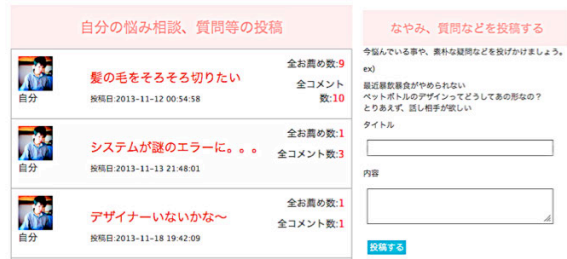 自分の悩み相談、質問等の投稿
髪の毛をそろそろ切りたい
投稿日:2013-11-12 00:54:58
全お薦め数:9
全コメント
数:10
自分
システムが謎のエラーに。。。
投稿日:2013-11-13 21:48:01
全お薦め数:1
全コメント数:3
自分
デザイナーいないかな〜
投稿日:2013-11-18 19:42:09
全お薦め数:1
全コメント数:1
自分
なやみ、質問などを投稿する
今悩んでいる事や、素朴な疑問などを投げかけましょう。
ex)
最近暴飲暴食がやめられない
ペットボトルのデザインってどうしてあの形なの？
とりあえず、話し相手が欲しい
タイトル
内容
投稿する